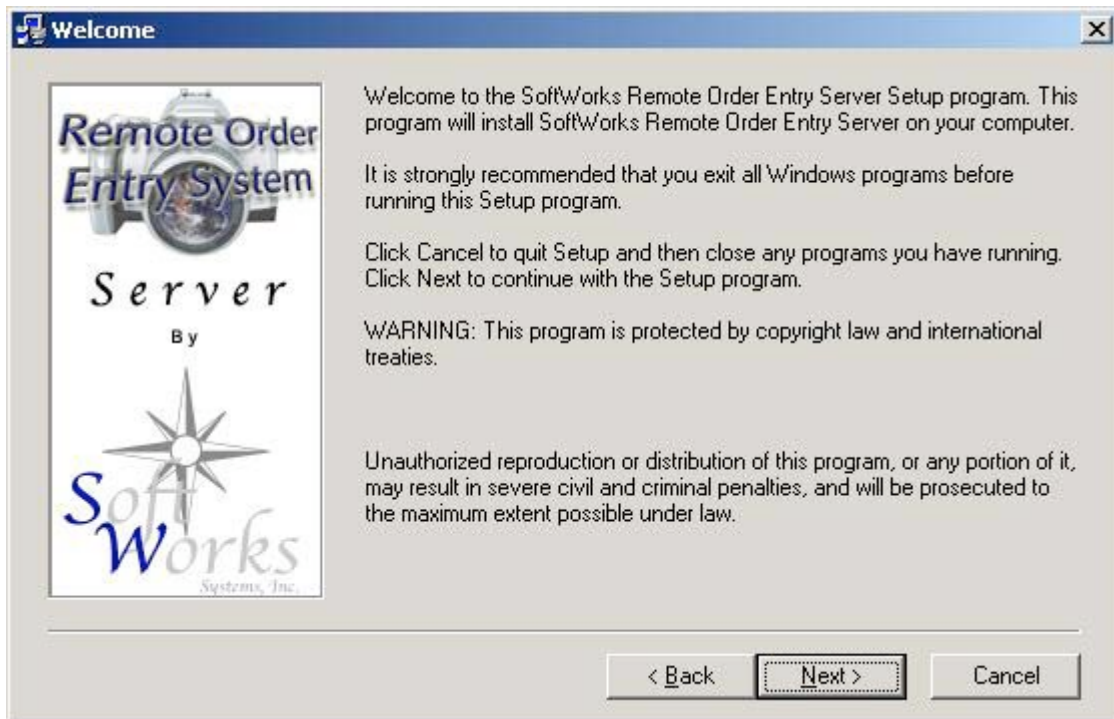 Welcome
Remote Order
Entry System
Server
By
SoftWorks
Systems, Inc.
Welcome to the SoftWorks Remote Order Entry Server Setup program. This
program will install SoftWorks Remote Order Entry Server on your computer.
It is strongly recommended that you exit all Windows programs before
running this Setup program.
Click Cancel to quit Setup and then close any programs you have running.
Click Next to continue with the Setup program.
WARNING: This program is protected by copyright law and international
treaties.
Unauthorized reproduction or distribution of this program, or any portion of it,
may result in severe civil and criminal penalties, and will be prosecuted to
the maximum extent possible under law.
< Back
Next >
Cancel